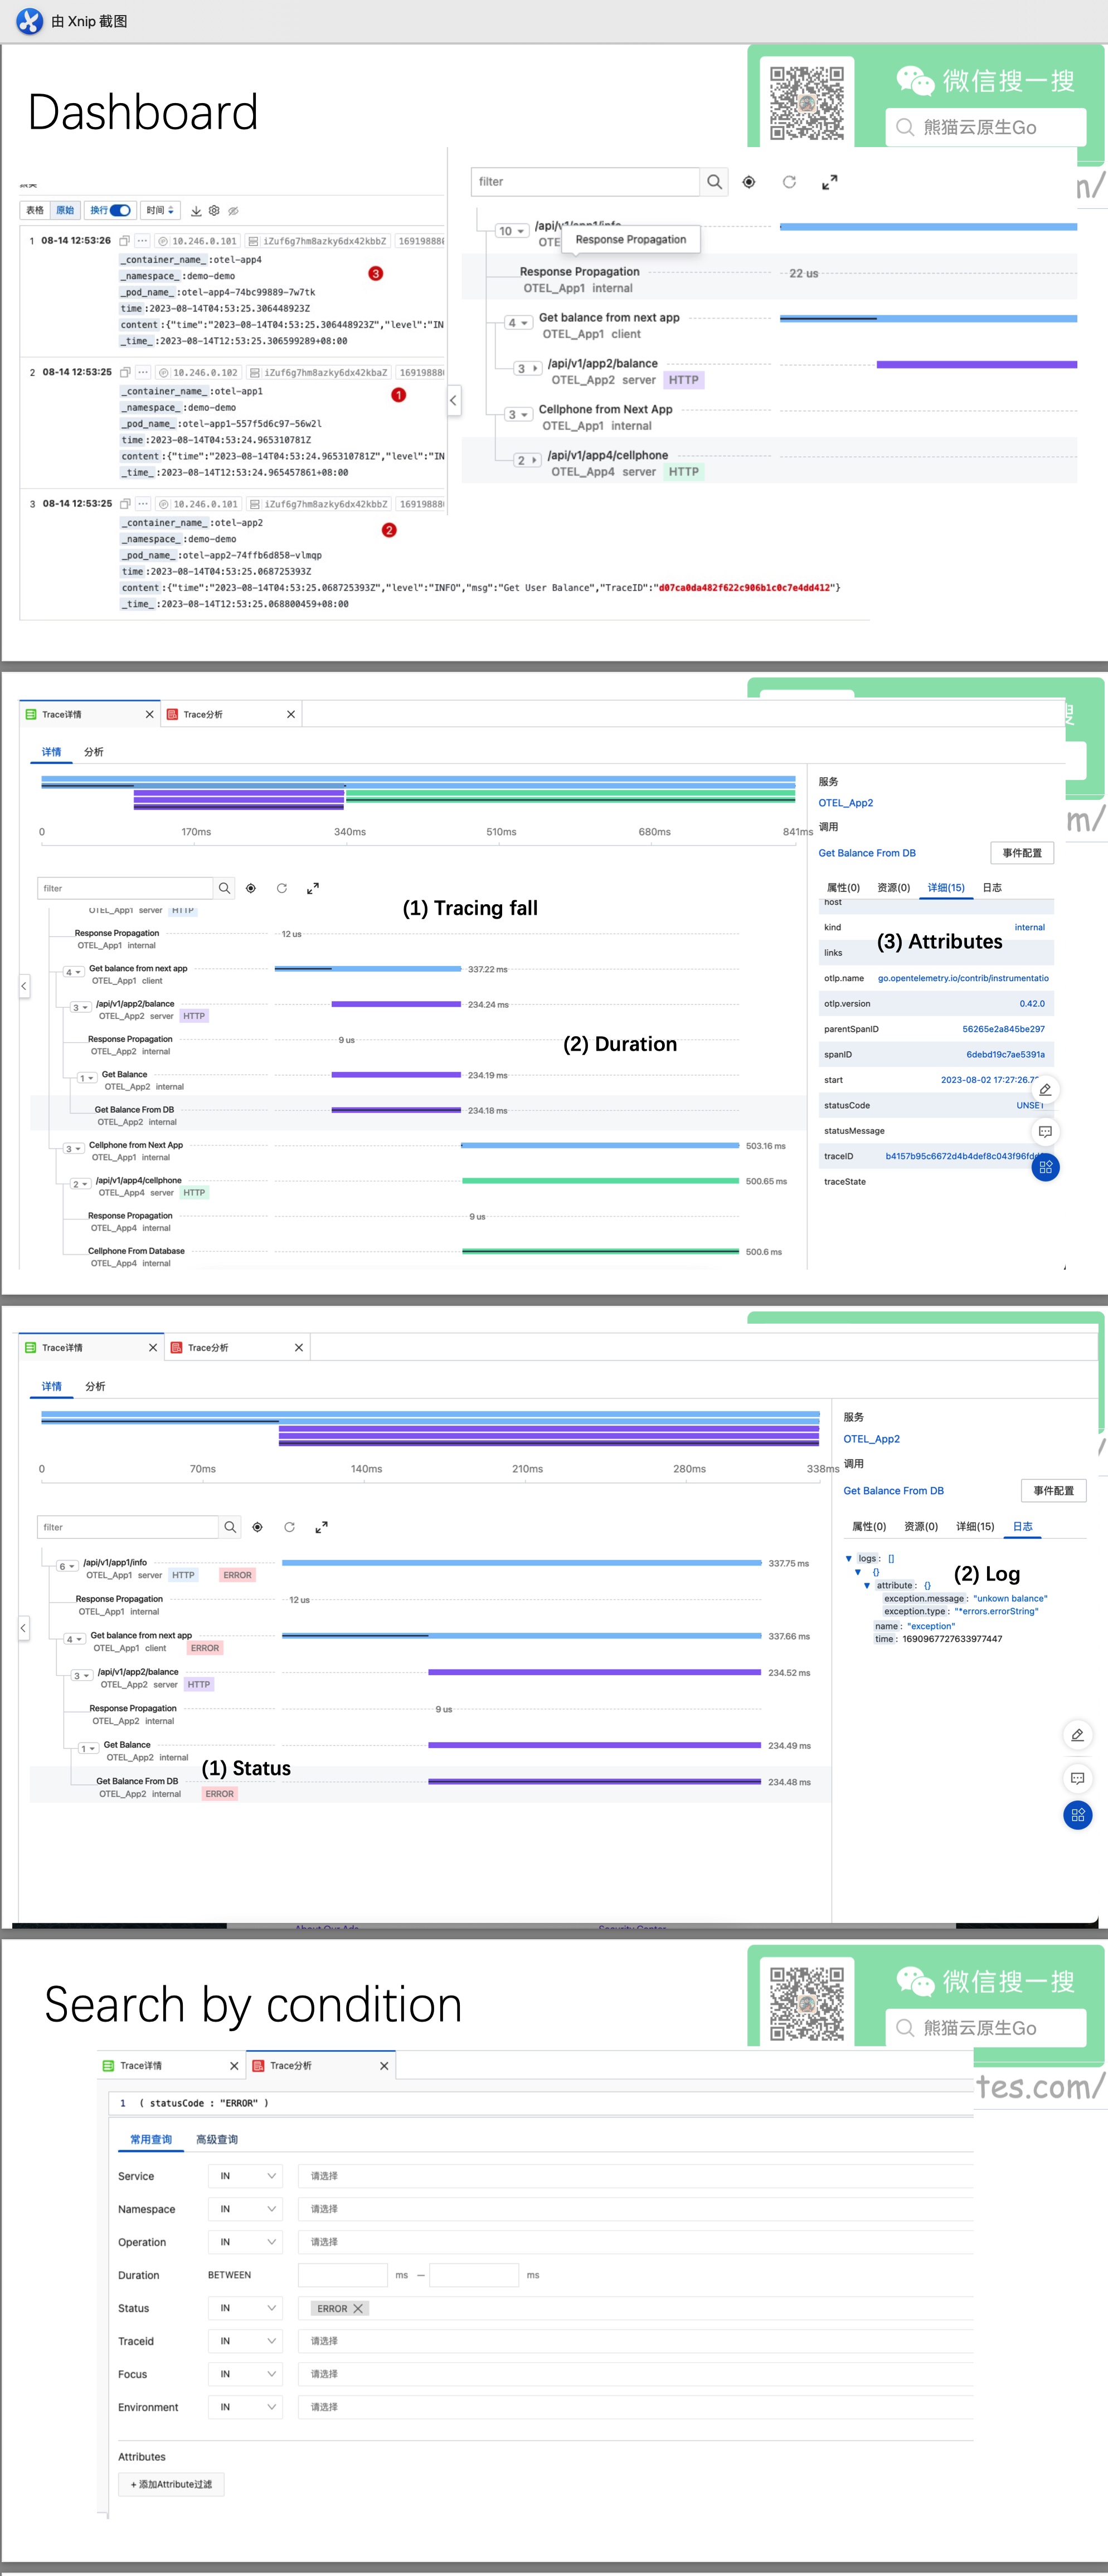 由 Xnip 截图
Dashboard
微信搜一搜
熊猫云原生Go
表格 原始 换行 时间
1 08-14 12:53:26 ··· 10.246.0.101 iZuf6g7hm8azky6dx42kbbZ
_container_name_:otel-app4
_namespace_:demo-demo
3
_pod_name_:otel-app4-74bc99889-7w7tk
time:2023-08-14T04:53:25.306448923Z
content:{"time":"2023-08-14T04:53:25.306448923Z","level":"IN
_time_:2023-08-14T12:53:25.306599289+08:00
2 08-14 12:53:25 ··· 10.246.0.102 iZuf6g7hm8azky6dx42kbaZ
_container_name_:otel-app1
1
_namespace_:demo-demo
_pod_name_:otel-app1-557f5d6c97-56w2l
time:2023-08-14T04:53:24.965310781Z
content:{"time":"2023-08-14T04:53:24.965310781Z","level":"IN
_time_:2023-08-14T12:53:24.965457861+08:00
3 08-14 12:53:25 ··· 10.246.0.101 iZuf6g7hm8azky6dx42kbbZ
_container_name_:otel-app2
2
_namespace_:demo-demo
_pod_name_:otel-app2-74ffb6d858-vlmqp
time:2023-08-14T04:53:25.068725393Z
content:{"time":"2023-08-14T04:53:25.068725393Z","level":"INFO","msg":"Get User Balance","TraceID":"d07ca0da482f622c906b1c0c7e4dd412"}
_time_:2023-08-14T12:53:25.068800459+08:00
filter
10 /api/v1/app1/info
OTE
Response Propagation
Response Propagation 22 us
OTEL_App1 internal
4 Get balance from next app
OTEL_App1 client
3 /api/v1/app2/balance
OTEL_App2 server HTTP
3 Cellphone from Next App
OTEL_App1 internal
2 /api/v1/app4/cellphone
OTEL_App4 server HTTP
Trace详情 Trace分析
详情 分析
0 170ms 340ms 510ms 680ms 841ms
filter
(1) Tracing fall
OTEL_App1 server HTTP
Response Propagation 12 us
OTEL_App1 internal
4 Get balance from next app 337.22 ms
OTEL_App1 client
3 /api/v1/app2/balance 234.24 ms
OTEL_App2 server HTTP
Response Propagation 9 us
OTEL_App2 internal
(2) Duration
1 Get Balance 234.19 ms
OTEL_App2 internal
Get Balance From DB 234.18 ms
OTEL_App2 internal
3 Cellphone from Next App 503.16 ms
OTEL_App1 internal
2 /api/v1/app4/cellphone 500.65 ms
OTEL_App4 server HTTP
Response Propagation 9 us
OTEL_App4 internal
Cellphone From Database 500.6 ms
OTEL_App4 internal
服务
OTEL_App2
调用
Get Balance From DB 事件配置
属性(0) 资源(0) 详细(15) 日志
host
kind internal
(3) Attributes
links
otlp.name go.opentelemetry.io/contrib/instrumentatio
otlp.version 0.42.0
parentSpanID 56265e2a845be297
spanID 6debd19c7ae5391a
start 2023-08-02 17:27:26.7
statusCode UNSET
statusMessage
traceID b4157b95c6672d4b4def8c043f96fd
traceState
Trace详情 Trace分析
详情 分析
0 70ms 140ms 210ms 280ms 338ms
filter
6 /api/v1/app1/info 337.75 ms
OTEL_App1 server HTTP ERROR
Response Propagation 12 us
OTEL_App1 internal
4 Get balance from next app 337.66 ms
OTEL_App1 client ERROR
3 /api/v1/app2/balance 234.52 ms
OTEL_App2 server HTTP
Response Propagation 9 us
OTEL_App2 internal
1 Get Balance 234.49 ms
OTEL_App2 internal
(1) Status
Get Balance From DB 234.48 ms
OTEL_App2 internal ERROR
服务
OTEL_App2
调用
Get Balance From DB 事件配置
属性(0) 资源(0) 详细(15) 日志
logs: []
{}
(2) Log
attribute: {}
exception.message: "unkown balance"
exception.type: "*errors.errorString"
name: "exception"
time: 1690967727633977447
About Our Ads Security Center
Search by condition
微信搜一搜
熊猫云原生Go
tes.com/
Trace详情 Trace分析
1 ( statusCode : "ERROR" )
常用查询 高级查询
Service IN 请选择
Namespace IN 请选择
Operation IN 请选择
Duration BETWEEN ms – ms
Status IN ERROR
Traceid IN 请选择
Focus IN 请选择
Environment IN 请选择
Attributes
+ 添加Attribute过滤